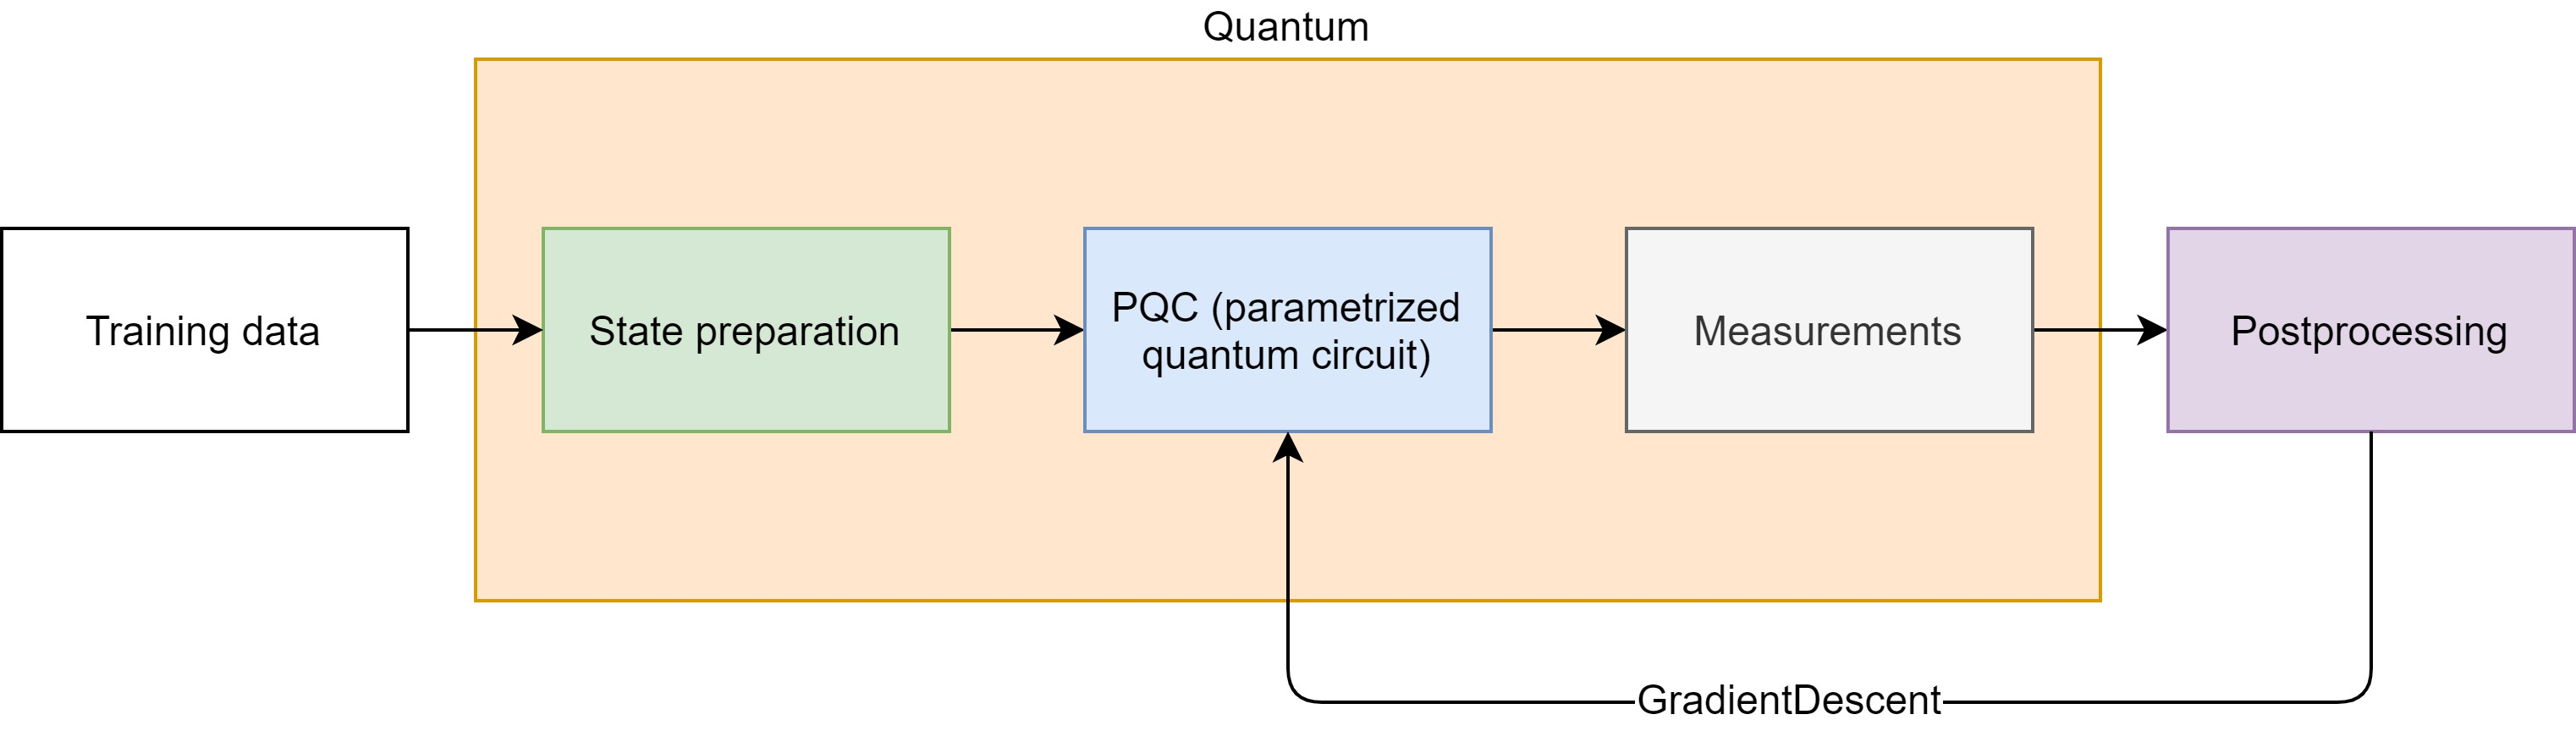 Quantum
Training data
State preparation
PQC (parametrized
quantum circuit)
Measurements
Postprocessing
GradientDescent